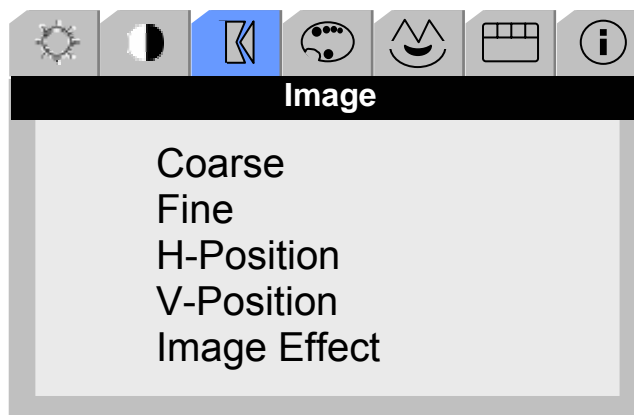 Image
Coarse
Fine
H-Position
V-Position
Image Effect